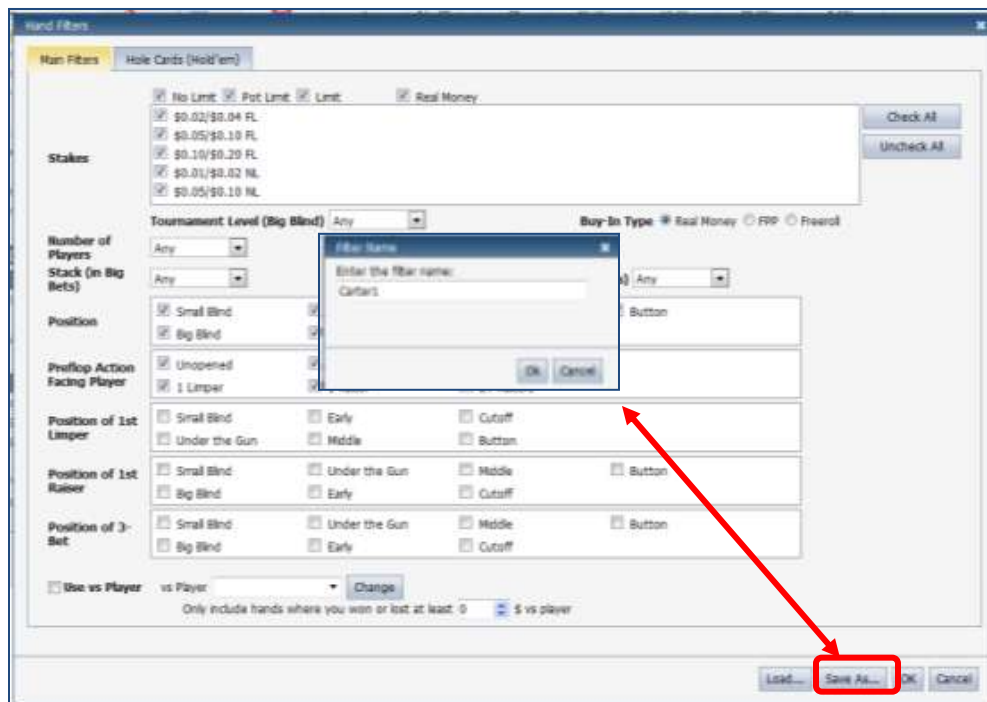 Hand Filters
Main Filters Hole Cards (Hold'em)
No Limit Pot Limit Limit Real Money
$0.02/$0.04 FL
$0.05/$0.10 FL
$0.10/$0.20 FL
$0.01/$0.02 NL
$0.05/$0.10 NL
Check All
Uncheck All
Stakes
Tournament Level (Big Blind) Any Buy-In Type Real Money FPP Freeroll
Number of Players Any
Stack (in Big Bets) Any Any
Filter Name
Enter the filter name:
Carter1
Ok Cancel
Position
Small Blind Button
Big Blind
Preflop Action Facing Player
Unopened
1 Limper
Position of 1st Limper
Small Blind Early Cutoff
Under the Gun Middle Button
Position of 1st Raiser
Small Blind Under the Gun Middle Button
Big Blind Early Cutoff
Position of 3-Bet
Small Blind Under the Gun Middle Button
Big Blind Early Cutoff
Use vs Player vs Player Change
Only include hands where you won or lost at least 0 $ vs player
Load... Save As... OK Cancel